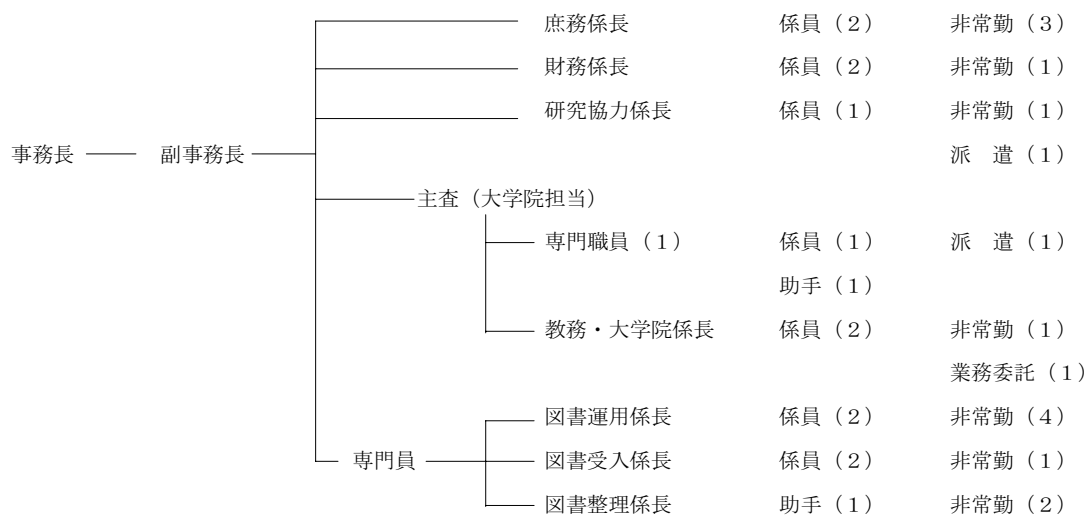 庶務係長 係員(2) 非常勤(3)
財務係長 係員(2) 非常勤(1)
研究協力係長 係員(1) 非常勤(1)
事務長 副事務長 派 遣(1)
主査(大学院担当)
専門職員(1) 係員(1) 派 遣(1)
助手(1)
教務・大学院係長 係員(2) 非常勤(1)
業務委託(1)
図書運用係長 係員(2) 非常勤(4)
専門員 図書受入係長 係員(2) 非常勤(1)
図書整理係長 助手(1) 非常勤(2)